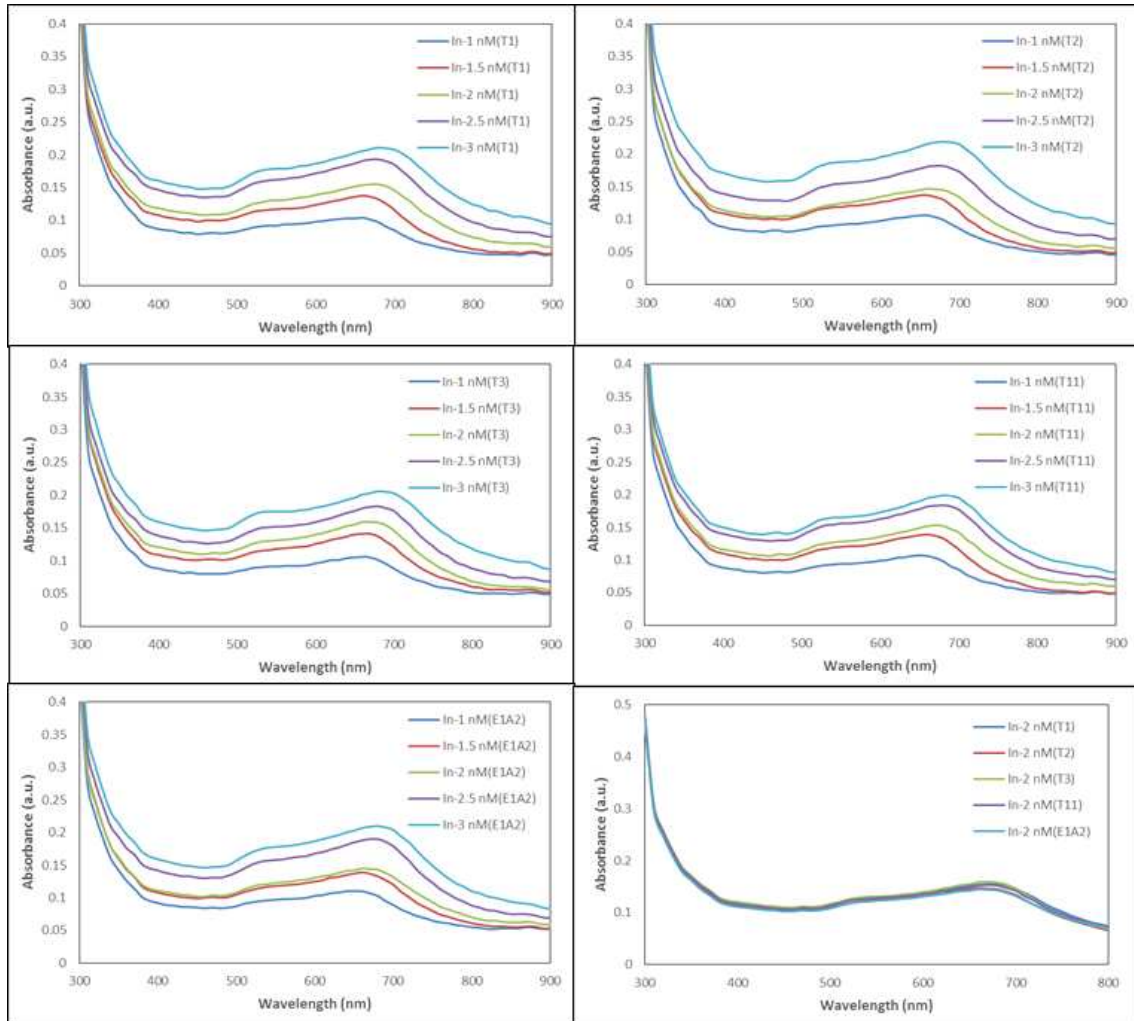 0.4
0.35
0.3
0.25
0.2
0.15
0.1
0.05
0
Absorbance (a.u.)
In-1 nM(T1)
In-1.5 nM(T1)
In-2 nM(T1)
In-2.5 nM(T1)
In-3 nM(T1)
300 400 500 600 700 800 900
Wavelength (nm)
0.4
0.35
0.3
0.25
0.2
0.15
0.1
0.05
0
Absorbance (a.u.)
In-1 nM(T2)
In-1.5 nM(T2)
In-2 nM(T2)
In-2.5 nM(T2)
In-3 nM(T2)
300 400 500 600 700 800 900
Wavelength (nm)
0.4
0.35
0.3
0.25
0.2
0.15
0.1
0.05
0
Absorbance (a.u.)
In-1 nM(T3)
In-1.5 nM(T3)
In-2 nM(T3)
In-2.5 nM(T3)
In-3 nM(T3)
300 400 500 600 700 800 900
Wavelength (nm)
0.4
0.35
0.3
0.25
0.2
0.15
0.1
0.05
0
Absorbance (a.u.)
In-1 nM(T11)
In-1.5 nM(T11)
In-2 nM(T11)
In-2.5 nM(T11)
In-3 nM(T11)
300 400 500 600 700 800 900
Wavelength (nm)
0.4
0.35
0.3
0.25
0.2
0.15
0.1
0.05
0
Absorbance (a.u.)
In-1 nM(E1A2)
In-1.5 nM(E1A2)
In-2 nM(E1A2)
In-2.5 nM(E1A2)
In-3 nM(E1A2)
300 400 500 600 700 800 900
Wavelength (nm)
0.5
0.4
0.3
0.2
0.1
0
Absorbance (a.u.)
In-2 nM(T1)
In-2 nM(T2)
In-2 nM(T3)
In-2 nM(T11)
In-2 nM(E1A2)
300 400 500 600 700 800
Wavelength (nm)